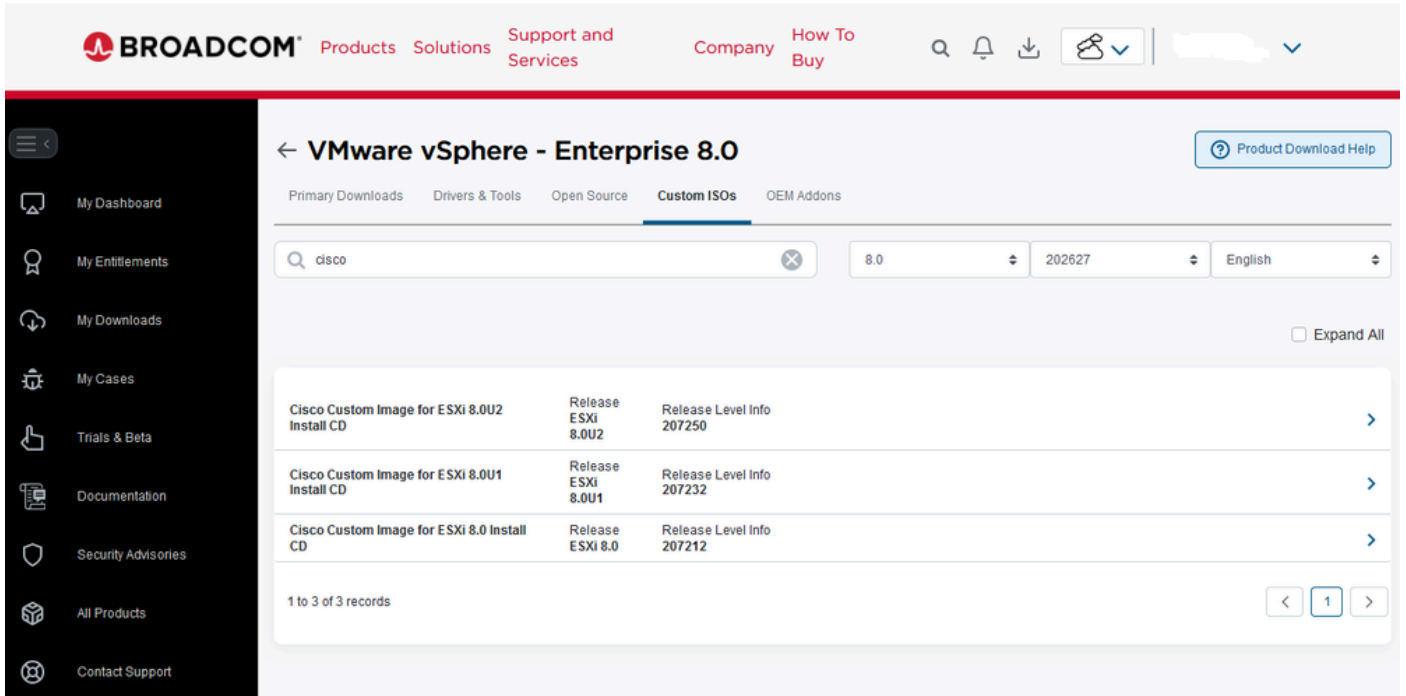 BROADCOM
Products Solutions Support and Services Company How To Buy
VMware vSphere - Enterprise 8.0
Product Download Help
Primary Downloads Drivers & Tools Open Source Custom ISOs OEM Addons
cisco
8.0
202627
English
Expand All
My Dashboard
My Entitlements
My Downloads
My Cases
Trials & Beta
Documentation
Security Advisories
All Products
Contact Support
Cisco Custom Image for ESXi 8.0U2
Install CD
Release
ESXi
8.0U2
Release Level Info
207250
Cisco Custom Image for ESXi 8.0U1
Install CD
Release
ESXi
8.0U1
Release Level Info
207232
Cisco Custom Image for ESXi 8.0 Install
CD
Release
ESXi 8.0
Release Level Info
207212
1 to 3 of 3 records
1